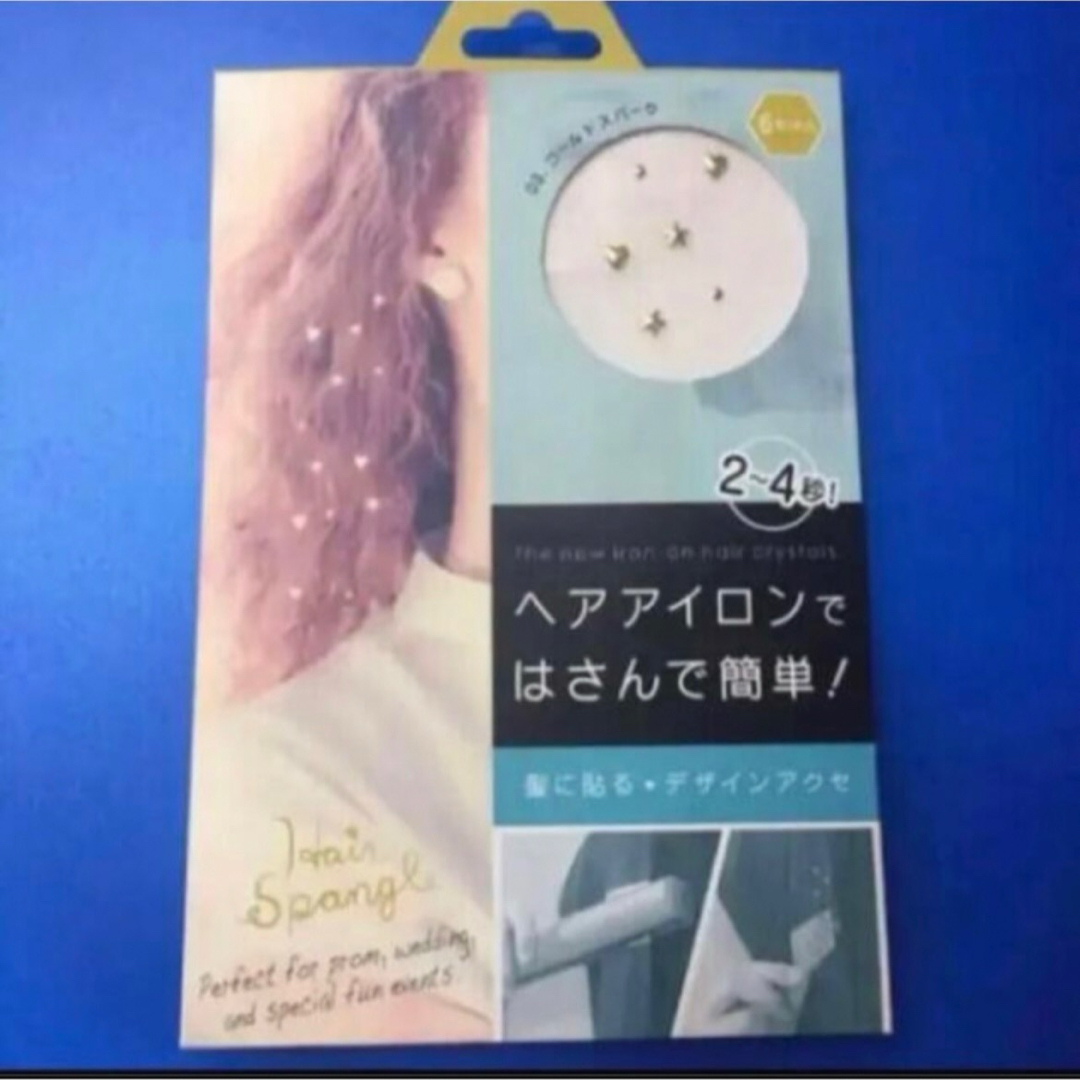 03. ゴールドスパーク
2~4秒!
The new iron-on hair crystals.
ヘアアイロンで
はさんで簡単!
髪に貼る・デザインアクセ
Hair
Spangle
Perfect for prom, wedding,
and special fun events